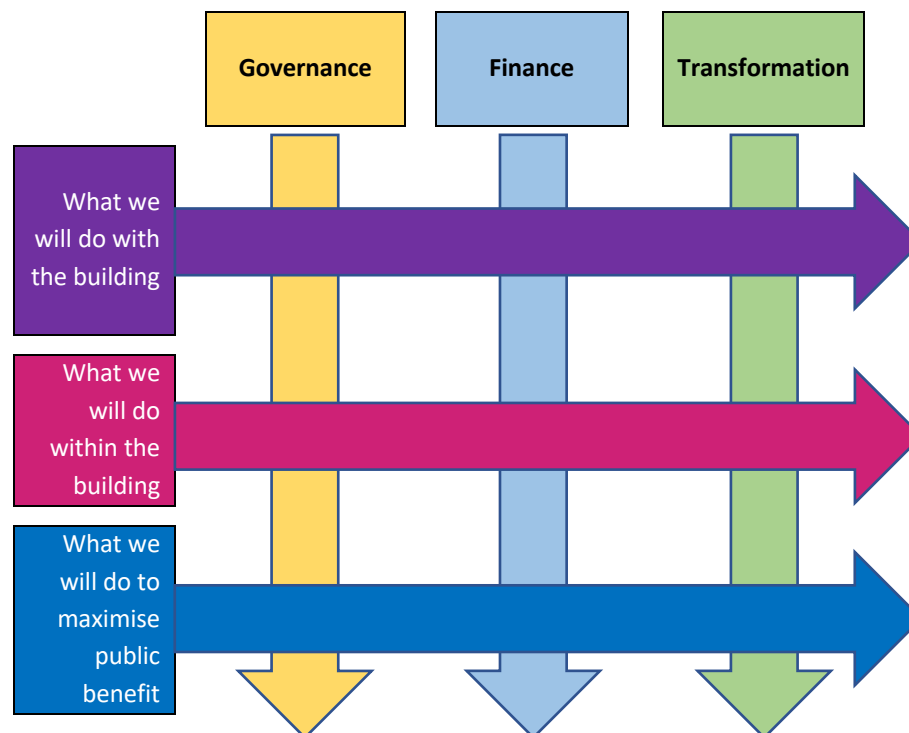 Governance
Finance
Transformation
What we
will do with
the building
What we
will do
within the
building
What we
will do to
maximise
public
benefit